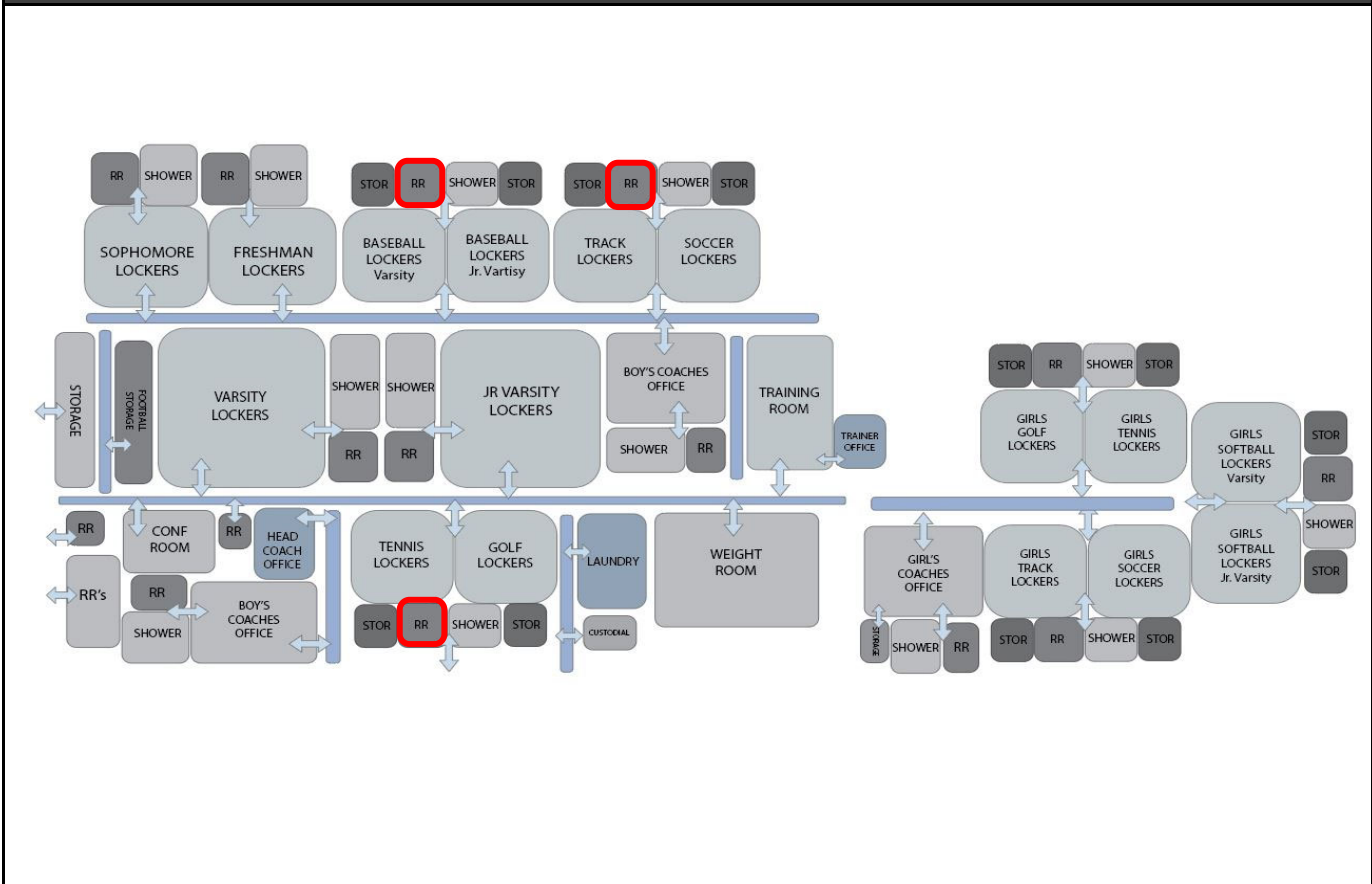 RR
SHOWER
RR
SHOWER
STOR
RR
SHOWER
STOR
STOR
RR
SHOWER
STOR
SOPHOMORE
LOCKERS
FRESHMAN
LOCKERS
BASEBALL
LOCKERS
Varsity
BASEBALL
LOCKERS
Jr. Vartisy
TRACK
LOCKERS
SOCCER
LOCKERS
STORAGE
FOOTBALL
STORAGE
VARSITY
LOCKERS
SHOWER
RR
SHOWER
RR
JR VARSITY
LOCKERS
BOY'S COACHES
OFFICE
SHOWER
RR
TRAINING
ROOM
TRAINER
OFFICE
RR
RR's
CONF
ROOM
RR
HEAD
COACH
OFFICE
RR
SHOWER
BOY'S
COACHES
OFFICE
TENNIS
LOCKERS
GOLF
LOCKERS
STOR
RR
SHOWER
STOR
LAUNDRY
CUSTODIAL
WEIGHT
ROOM
STOR
RR
SHOWER
STOR
GIRLS
GOLF
LOCKERS
GIRLS
TENNIS
LOCKERS
GIRLS
SOFTBALL
LOCKERS
Varsity
STOR
RR
SHOWER
STOR
GIRLS
SOFTBALL
LOCKERS
Jr. Varsity
GIRL'S
COACHES
OFFICE
GIRLS
TRACK
LOCKERS
GIRLS
SOCCER
LOCKERS
STORAGE
SHOWER
RR
STOR
RR
SHOWER
STOR